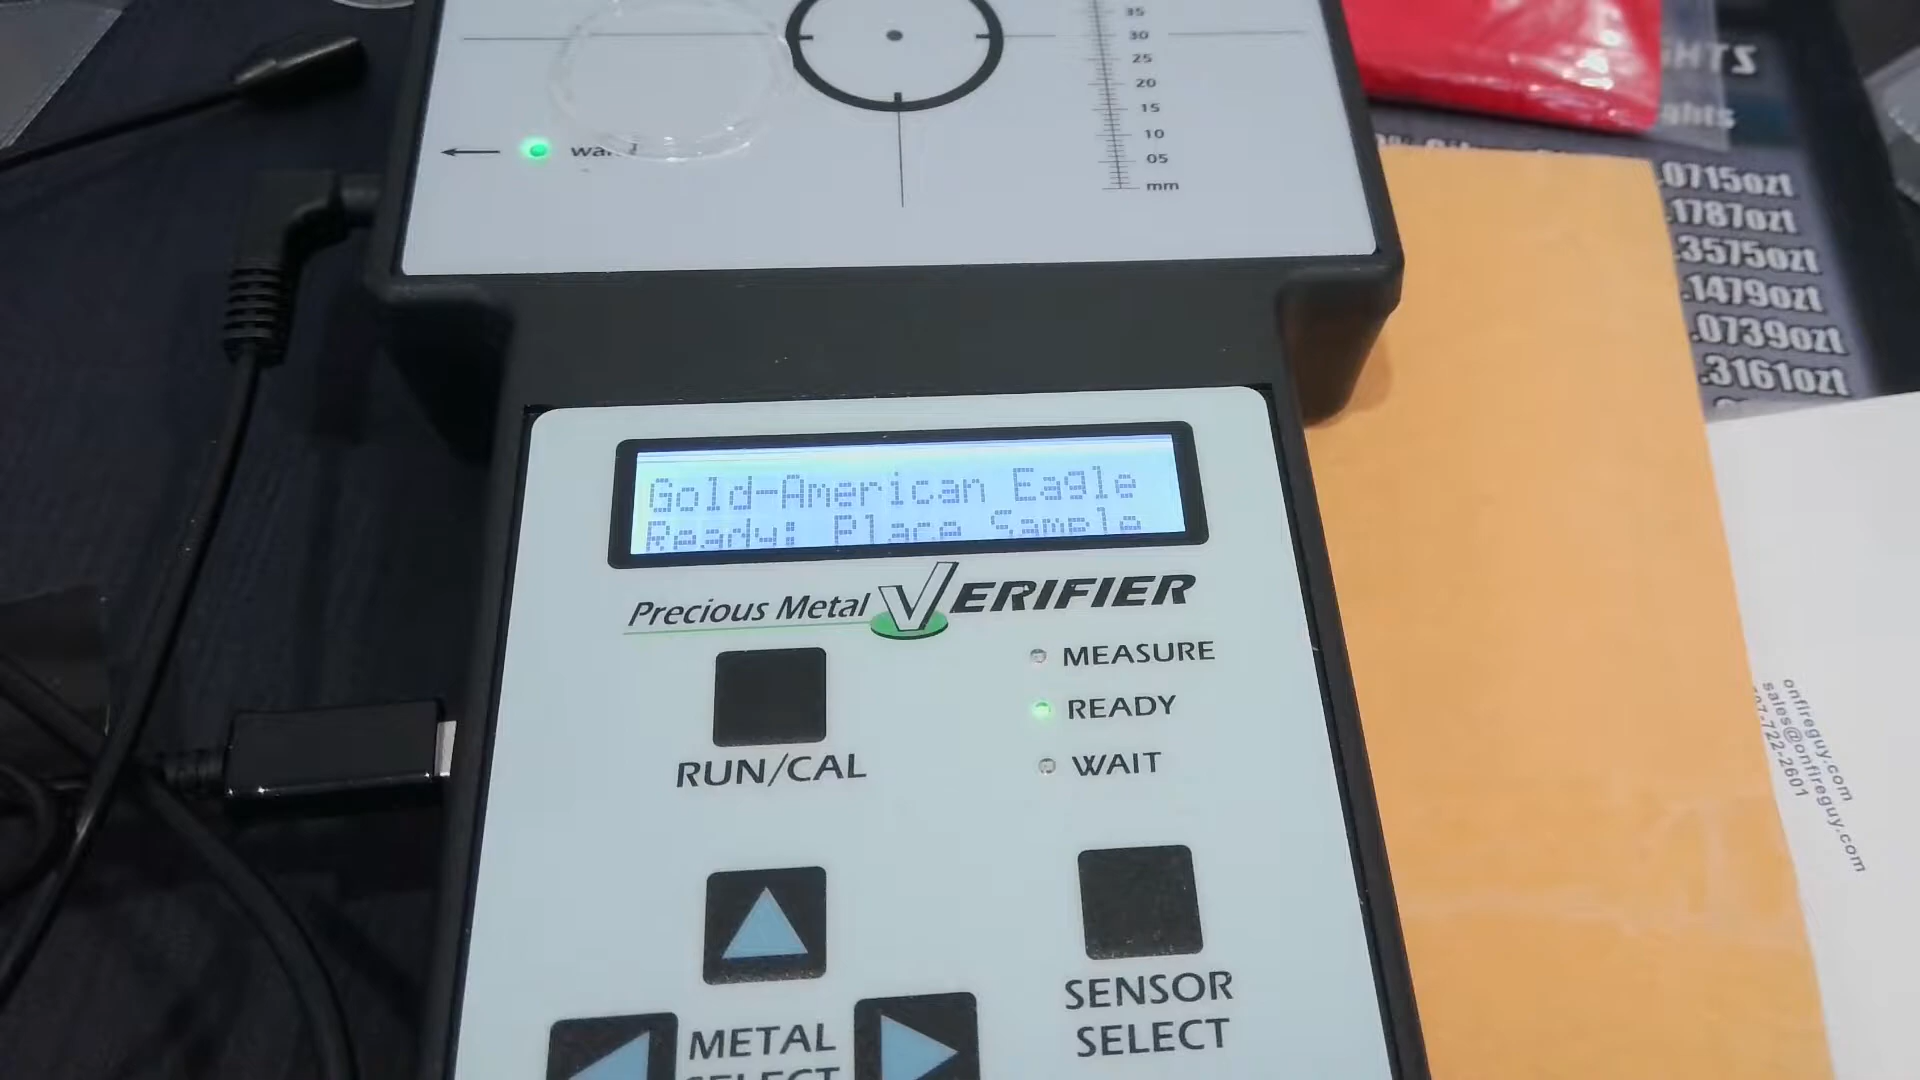 35
30
25
20
15
10
05
mm
Gold-American Eagle
Ready: Place Sample
Precious Metal VERIFIER
MEASURE
READY
WAIT
RUN/CAL
SENSOR
SELECT
METAL
SELECT
GHTZ
ghts
.0715ozt
.1787ozt
.3575ozt
.1479ozt
.0739ozt
.3161ozt
onfireguy.com
sales@onfireguy.com
722-2601